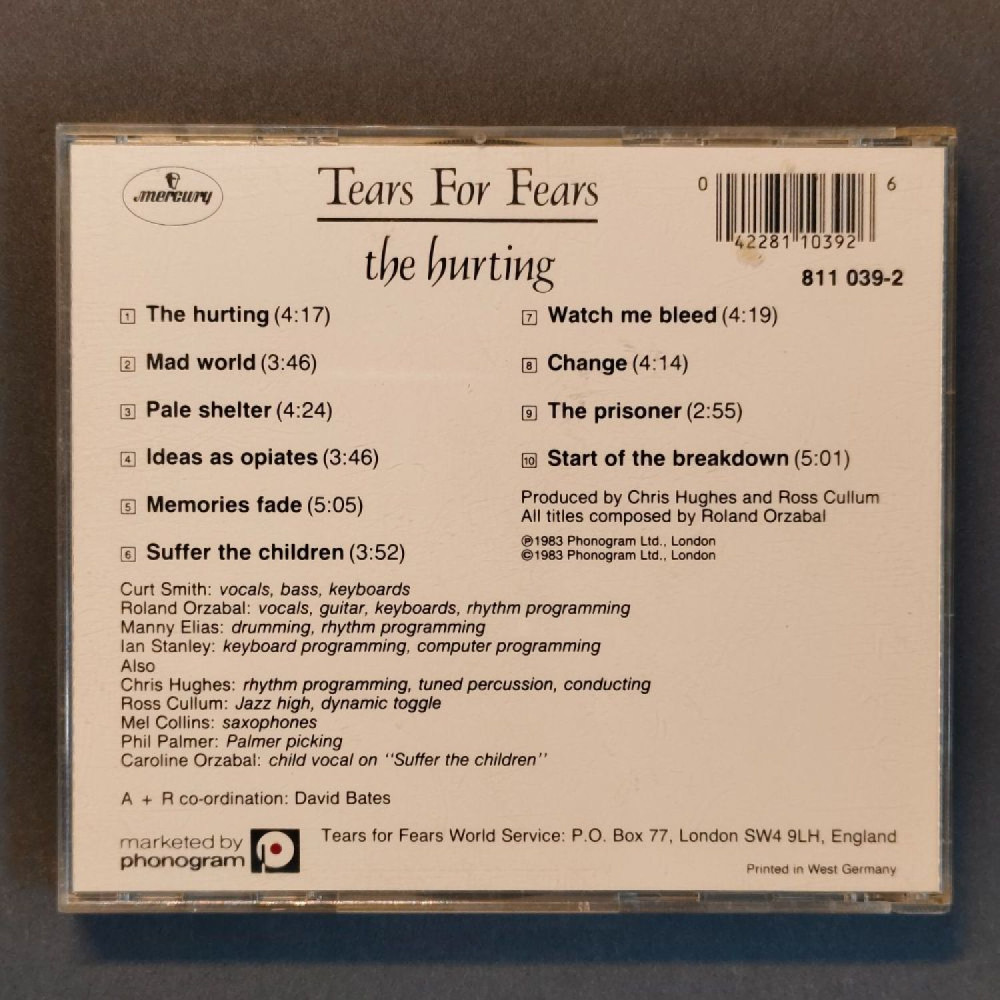 mercury
Tears For Fears
the hurting
0 42281 10392 6
811 039-2
1 The hurting (4:17)
2 Mad world (3:46)
3 Pale shelter (4:24)
4 Ideas as opiates (3:46)
5 Memories fade (5:05)
6 Suffer the children (3:52)
7 Watch me bleed (4:19)
8 Change (4:14)
9 The prisoner (2:55)
10 Start of the breakdown (5:01)
Produced by Chris Hughes and Ross Cullum
All titles composed by Roland Orzabal
℗1983 Phonogram Ltd., London
©1983 Phonogram Ltd., London
Curt Smith: vocals, bass, keyboards
Roland Orzabal: vocals, guitar, keyboards, rhythm programming
Manny Elias: drumming, rhythm programming
Ian Stanley: keyboard programming, computer programming
Also
Chris Hughes: rhythm programming, tuned percussion, conducting
Ross Cullum: Jazz high, dynamic toggle
Mel Collins: saxophones
Phil Palmer: Palmer picking
Caroline Orzabal: child vocal on ''Suffer the children''
A + R co-ordination: David Bates
marketed by
phonogram
Tears for Fears World Service: P.O. Box 77, London SW4 9LH, England
Printed in West Germany